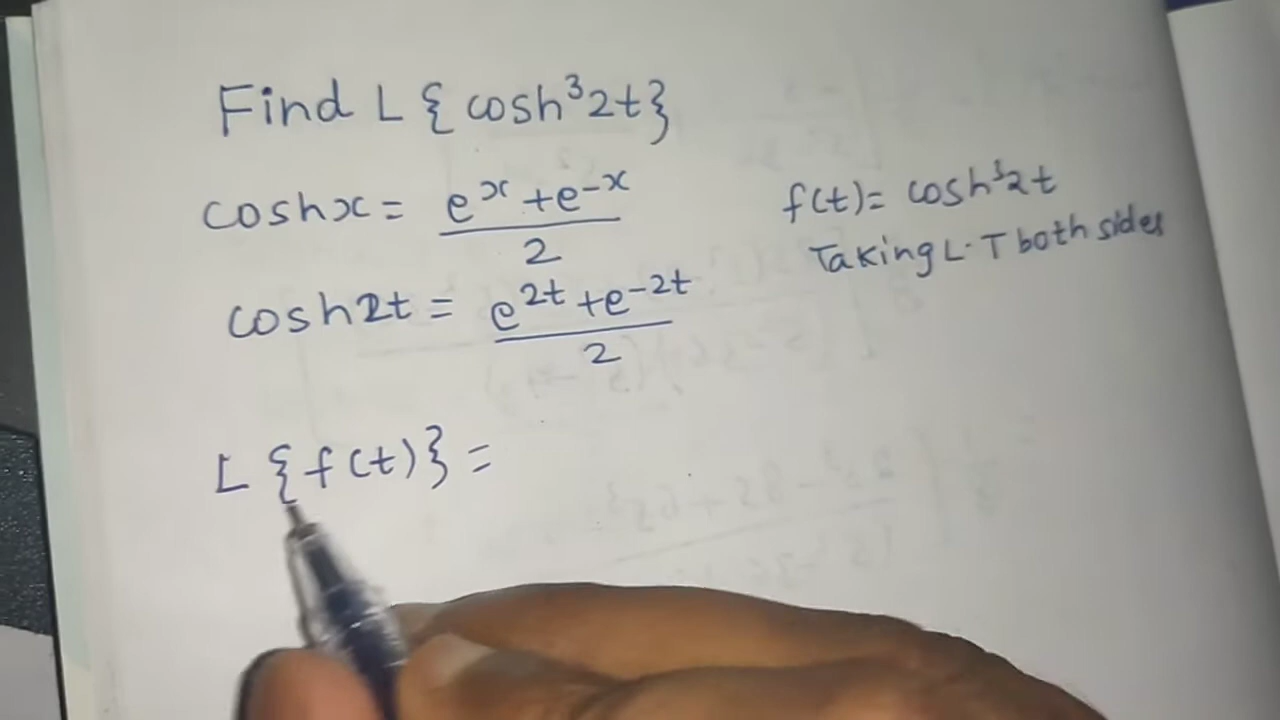 Find L { cosh³2t}
coshx = e^x + e^-x / 2
f(t) = cosh³2t
Taking L.T both sides
cosh2t = e^2t + e^-2t / 2
L {f(t)} =